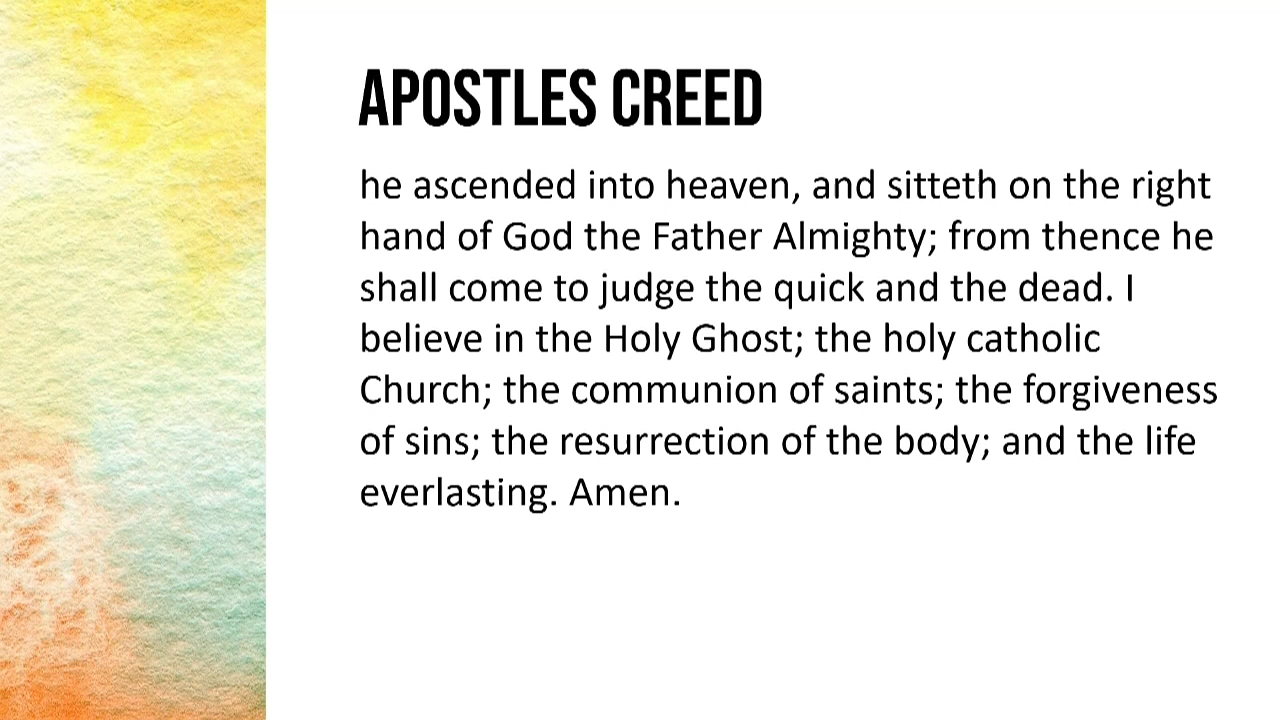 APOSTLES CREED
he ascended into heaven, and sitteth on the right
hand of God the Father Almighty; from thence he
shall come to judge the quick and the dead. I
believe in the Holy Ghost; the holy catholic
Church; the communion of saints; the forgiveness
of sins; the resurrection of the body; and the life
everlasting. Amen.